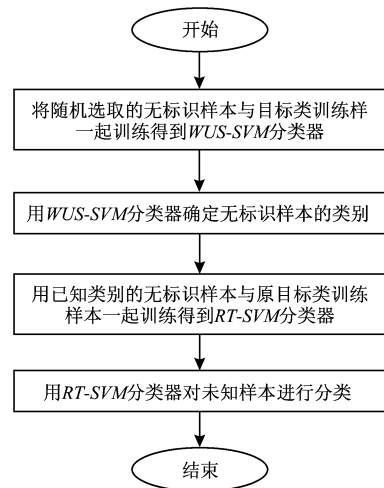 开始
将随机选取的无标识样本与目标类训练样
一起训练得到WUS-SVM分类器
用WUS-SVM分类器确定无标识样本的类别
用已知类别的无标识样本与原目标类训练
样本一起训练得到RT-SVM分类器
用RT-SVM分类器对未知样本进行分类
结束